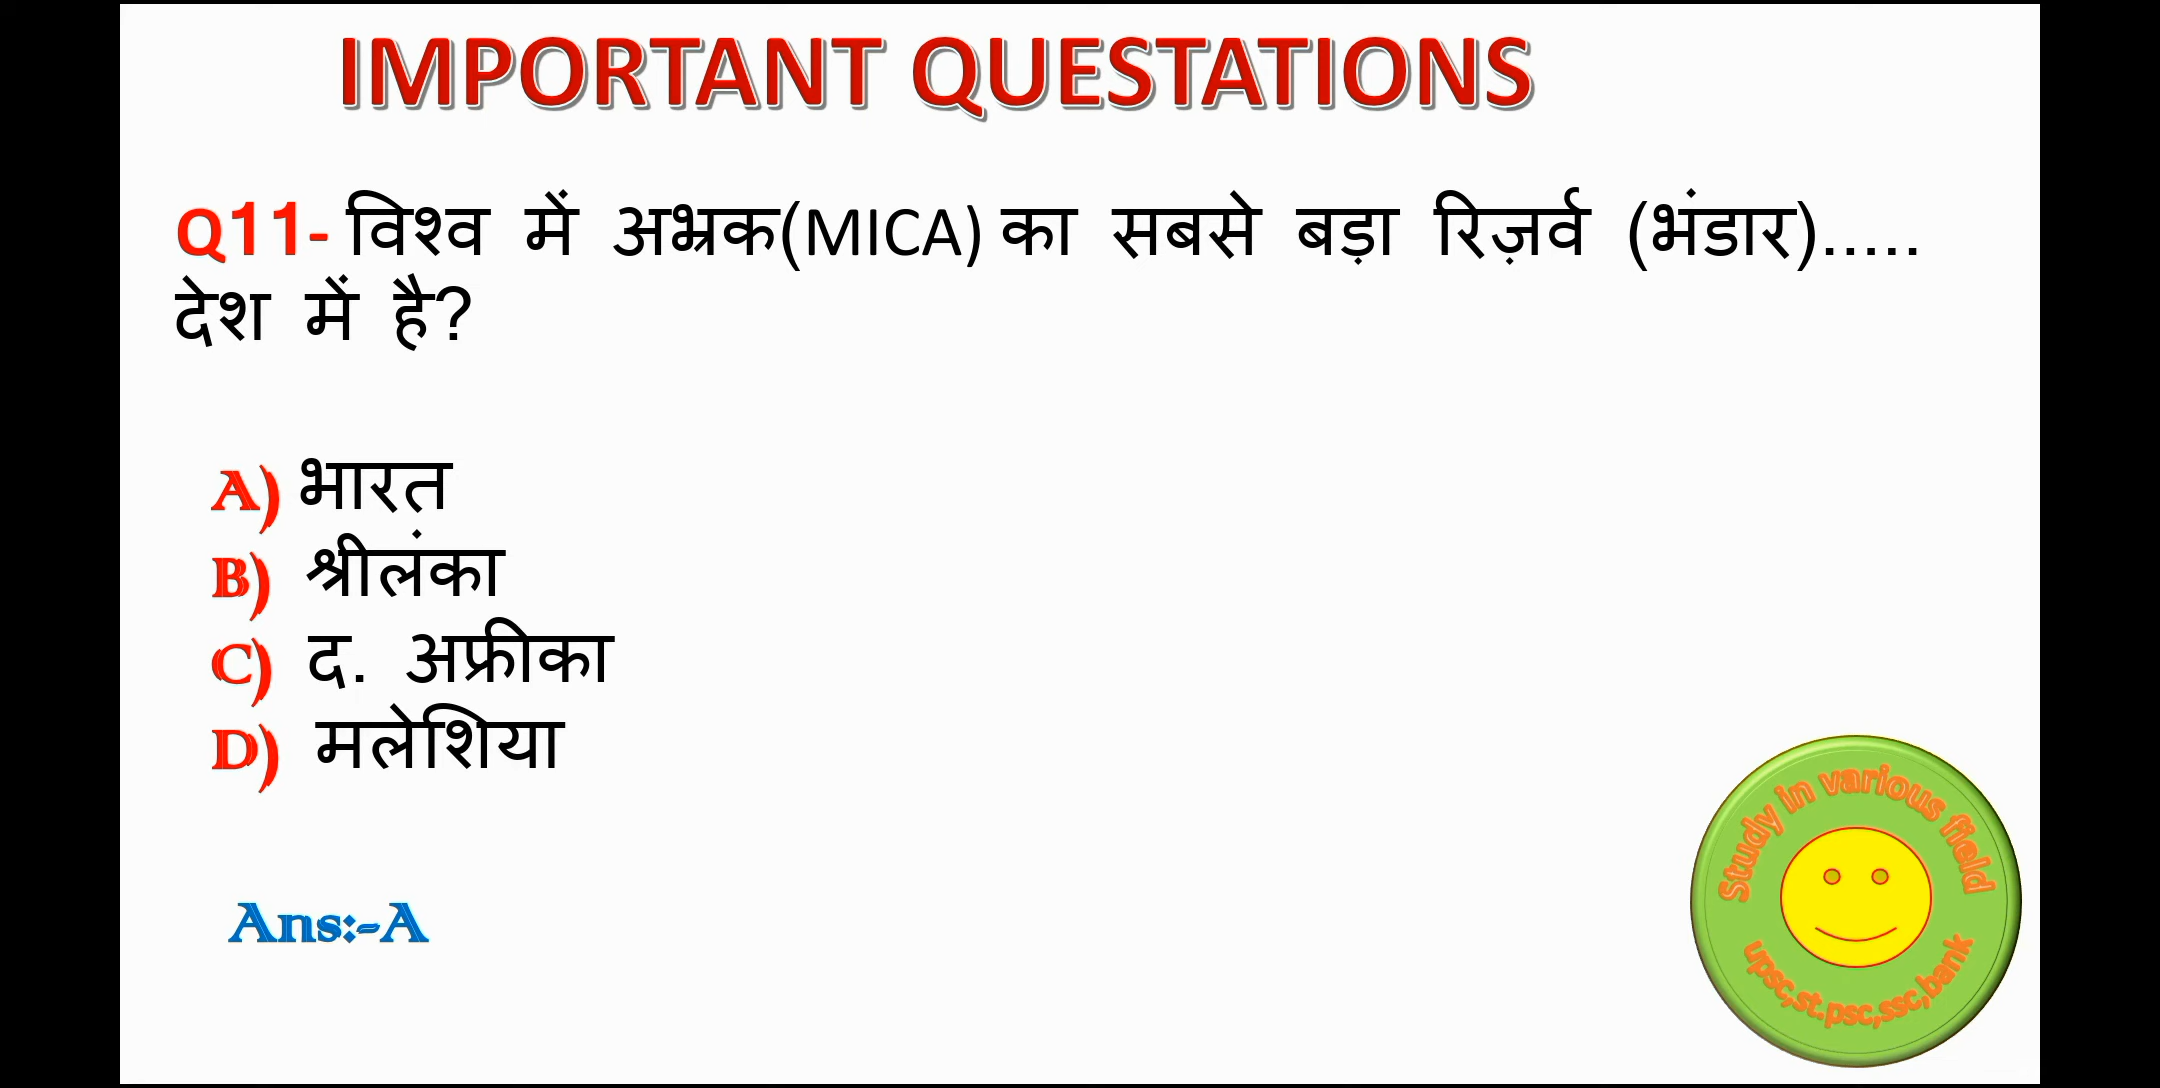 IMPORTANT QUESTATIONS
Q11- विश्व में अभ्रक(MICA) का सबसे बड़ा रिज़र्व (भंडार).....
देश में है?
A) भारत
B) श्रीलंका
C) द. अफ्रीका
D) मलेशिया
Ans:-A
Study in various field
upsc,st.psc,ssc,bank